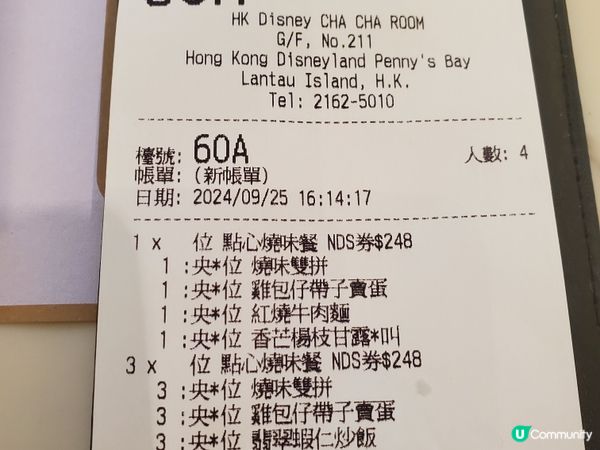 HK Disney CHA CHA ROOM
G/F, No.211
Hong Kong Disneyland Penny's Bay
Lantau Island, H.K.
Tel: 2162-5010
檯號: 60A 人數: 4
帳單: (新帳單)
日期: 2024/09/25 16:14:17
1 x 位 點心燒味餐 NDS券$248
1 :央*位 燒味雙拼
1 :央*位 雞包仔帶子賣蛋
1 :央*位 紅燒牛肉麵
1 :央*位 香芒楊枝甘露*叫
3 x 位 點心燒味餐 NDS券$248
3 :央*位 燒味雙拼
3 :央*位 雞包仔帶子賣蛋
3 :央*位 翡翠蝦仁炒飯
U Community